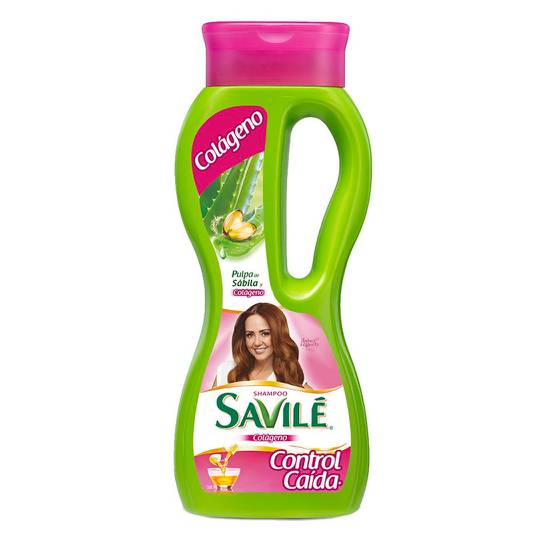 Colágeno
Pulpa de
Sábila y
Colágeno
SHAMPOO
SAVILÉ®
Colágeno
Control
Caída